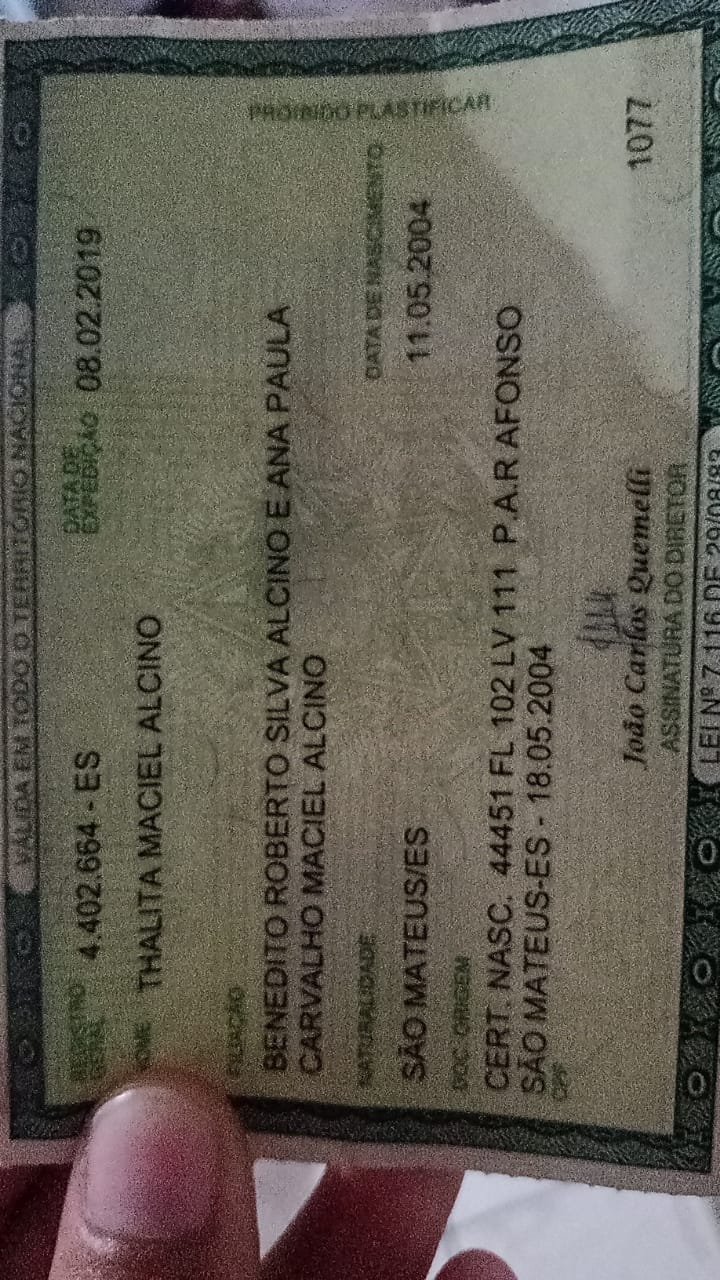 VÁLIDA EM TODO O TERRITÓRIO NACIONAL
REGISTRO GERAL 4.402.664 - ES DATA DE EXPEDIÇÃO 08.02.2019
NOME THALITA MACIEL ALCINO
FILIAÇÃO
BENEDITO ROBERTO SILVA ALCINO E ANA PAULA
CARVALHO MACIEL ALCINO
NATURALIDADE DATA DE NASCIMENTO
SÃO MATEUS/ES 11.05.2004
DOC. ORIGEM
CERT. NASC. 44451 FL 102 LV 111 P.A.R AFONSO
SÃO MATEUS-ES - 18.05.2004
CPF
João Carlos Quemelli 1077
ASSINATURA DO DIRETOR
LEI Nº 7.116 DE 29/08/83
PROIBIDO PLASTIFICAR